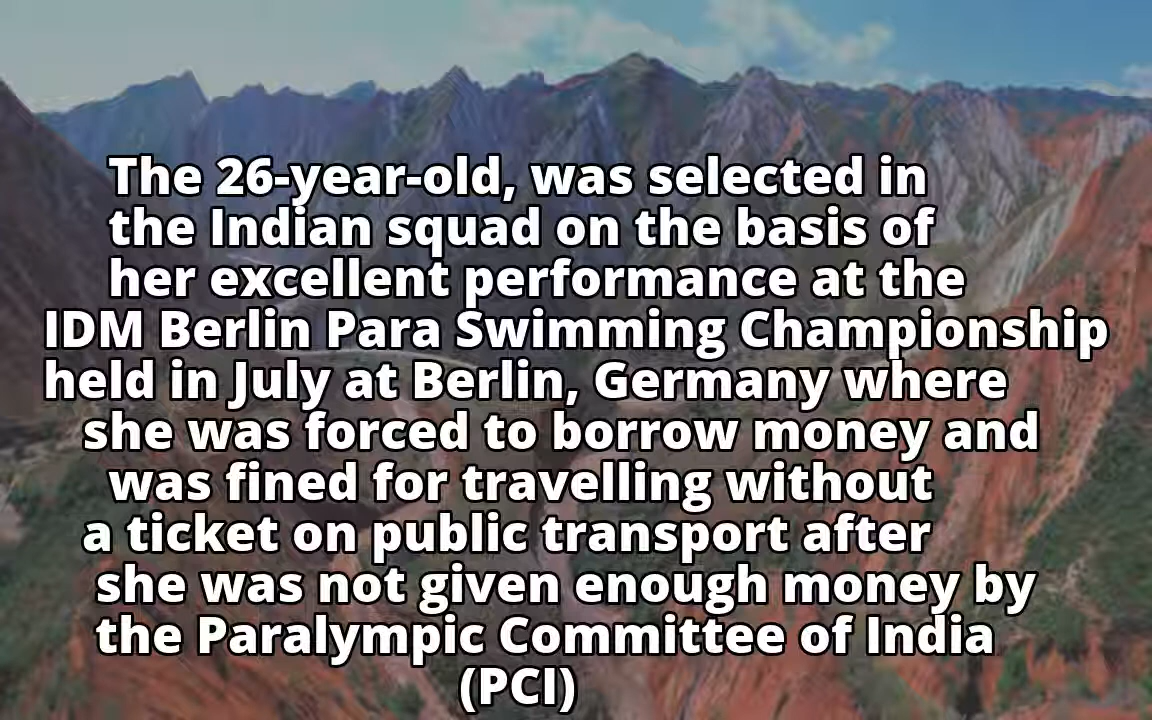 The 26-year-old, was selected in
the Indian squad on the basis of
her excellent performance at the
IDM Berlin Para Swimming Championship
held in July at Berlin, Germany where
she was forced to borrow money and
was fined for travelling without
a ticket on public transport after
she was not given enough money by
the Paralympic Committee of India
(PCI)